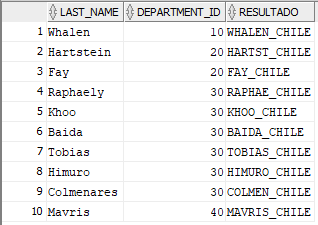 LAST_NAME DEPARTMENT_ID RESULTADO
1 Whalen 10 WHALEN_CHILE
2 Hartstein 20 HARTST_CHILE
3 Fay 20 FAY_CHILE
4 Raphaely 30 RAPHAE_CHILE
5 Khoo 30 KHOO_CHILE
6 Baida 30 BAIDA_CHILE
7 Tobias 30 TOBIAS_CHILE
8 Himuro 30 HIMURO_CHILE
9 Colmenares 30 COLMEN_CHILE
10 Mavris 40 MAVRIS_CHILE